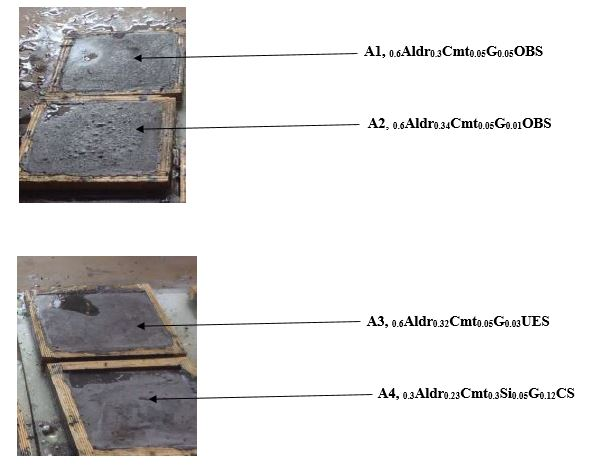 A1, 0.6Aldr0.3Cmt0.05G0.05OBS
A2, 0.6Aldr0.34Cmt0.05G0.01OBS
A3, 0.6Aldr0.32Cmt0.05G0.03UES
A4, 0.3Aldr0.23Cmt0.3Si0.05G0.12CS